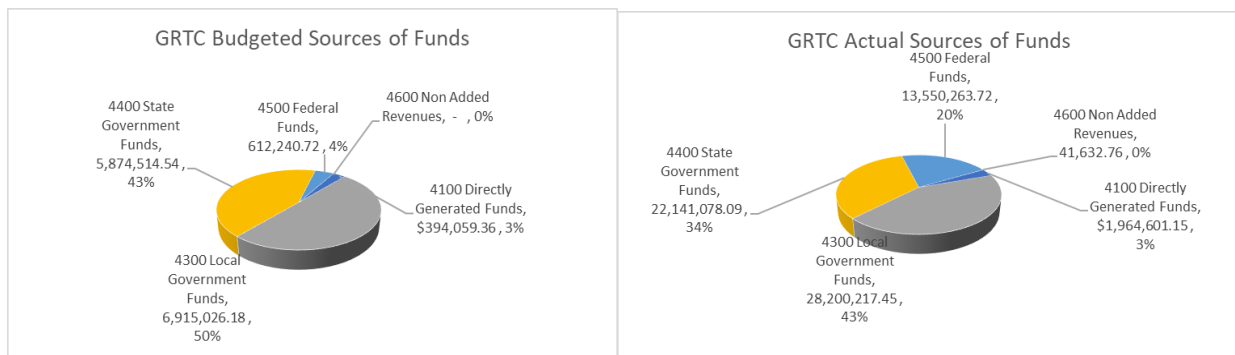 GRTC Budgeted Sources of Funds
4400 State
Government
Funds,
5,874,514.54 ,
43%
4500 Federal
Funds,
612,240.72 , 4%
4600 Non Added
Revenues, - , 0%
4100 Directly
Generated Funds,
$394,059.36 , 3%
4300 Local
Government
Funds,
6,915,026.18 ,
50%
GRTC Actual Sources of Funds
4500 Federal
Funds,
13,550,263.72 ,
20%
4600 Non Added
Revenues,
41,632.76 , 0%
4400 State
Government
Funds,
22,141,078.09 ,
34%
4100 Directly
Generated Funds,
$1,964,601.15 ,
3%
4300 Local
Government
Funds,
28,200,217.45 ,
43%